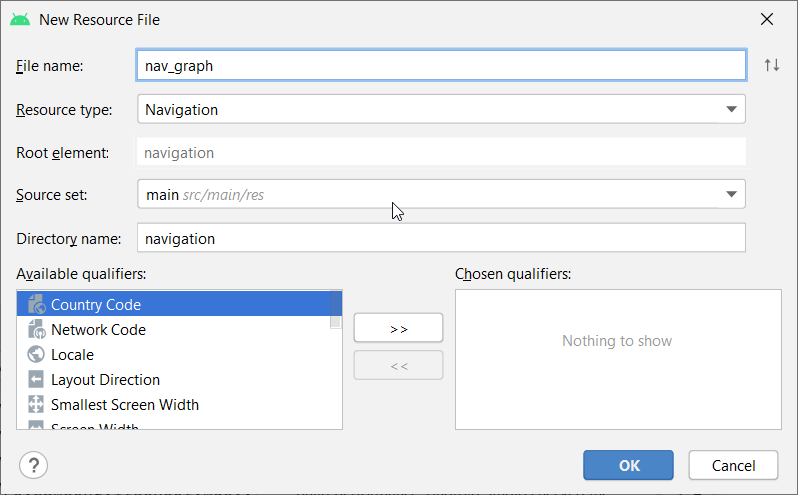 New Resource File
File name: nav_graph
Resource type: Navigation
Root element: navigation
Source set: main src/main/res
Directory name: navigation
Available qualifiers:
Chosen qualifiers:
Country Code
Network Code
Locale
Layout Direction
Smallest Screen Width
Screen Width
>>
<<
Nothing to show
?
OK
Cancel